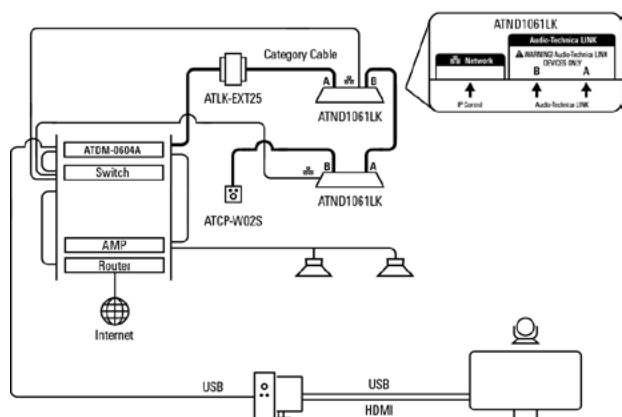 ATND1061LK
Audio-Technica LINK
WARNING! Audio-Technica LINK
DEVICES ONLY
Network
B
A
IP Control
Audio-Technica LINK
Category Cable
A
B
ATLK-EXT25
ATND1061LK
ATDM-0604A
Switch
B
A
ATND1061LK
ATCP-W02S
AMP
Router
Internet
USB
USB
HDMI